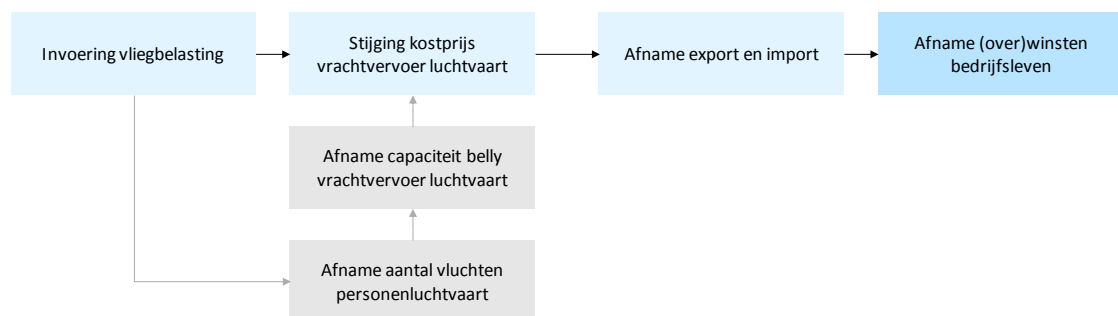 Invoering vliegbelasting
Stijging kostprijs
vrachtvervoer luchtvaart
Afname export en import
Afname (over)winsten
bedrijfsleven
Afname capaciteit belly
vrachtvervoer luchtvaart
Afname aantal vluchten
personenluchtvaart